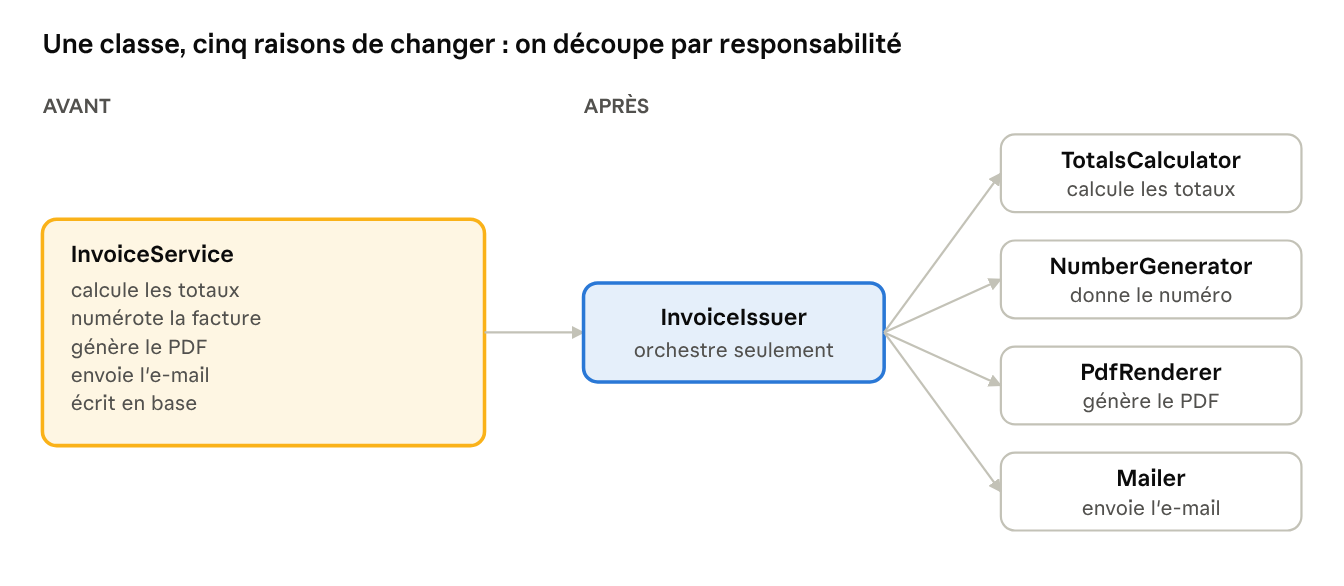 Une classe, cinq raisons de changer : on découpe par responsabilité
AVANT
APRÈS
InvoiceService
calcule les totaux
numérote la facture
génère le PDF
envoie l'e-mail
écrit en base
InvoiceIssuer
orchestre seulement
TotalsCalculator
calcule les totaux
NumberGenerator
donne le numéro
PdfRenderer
génère le PDF
Mailer
envoie l'e-mail